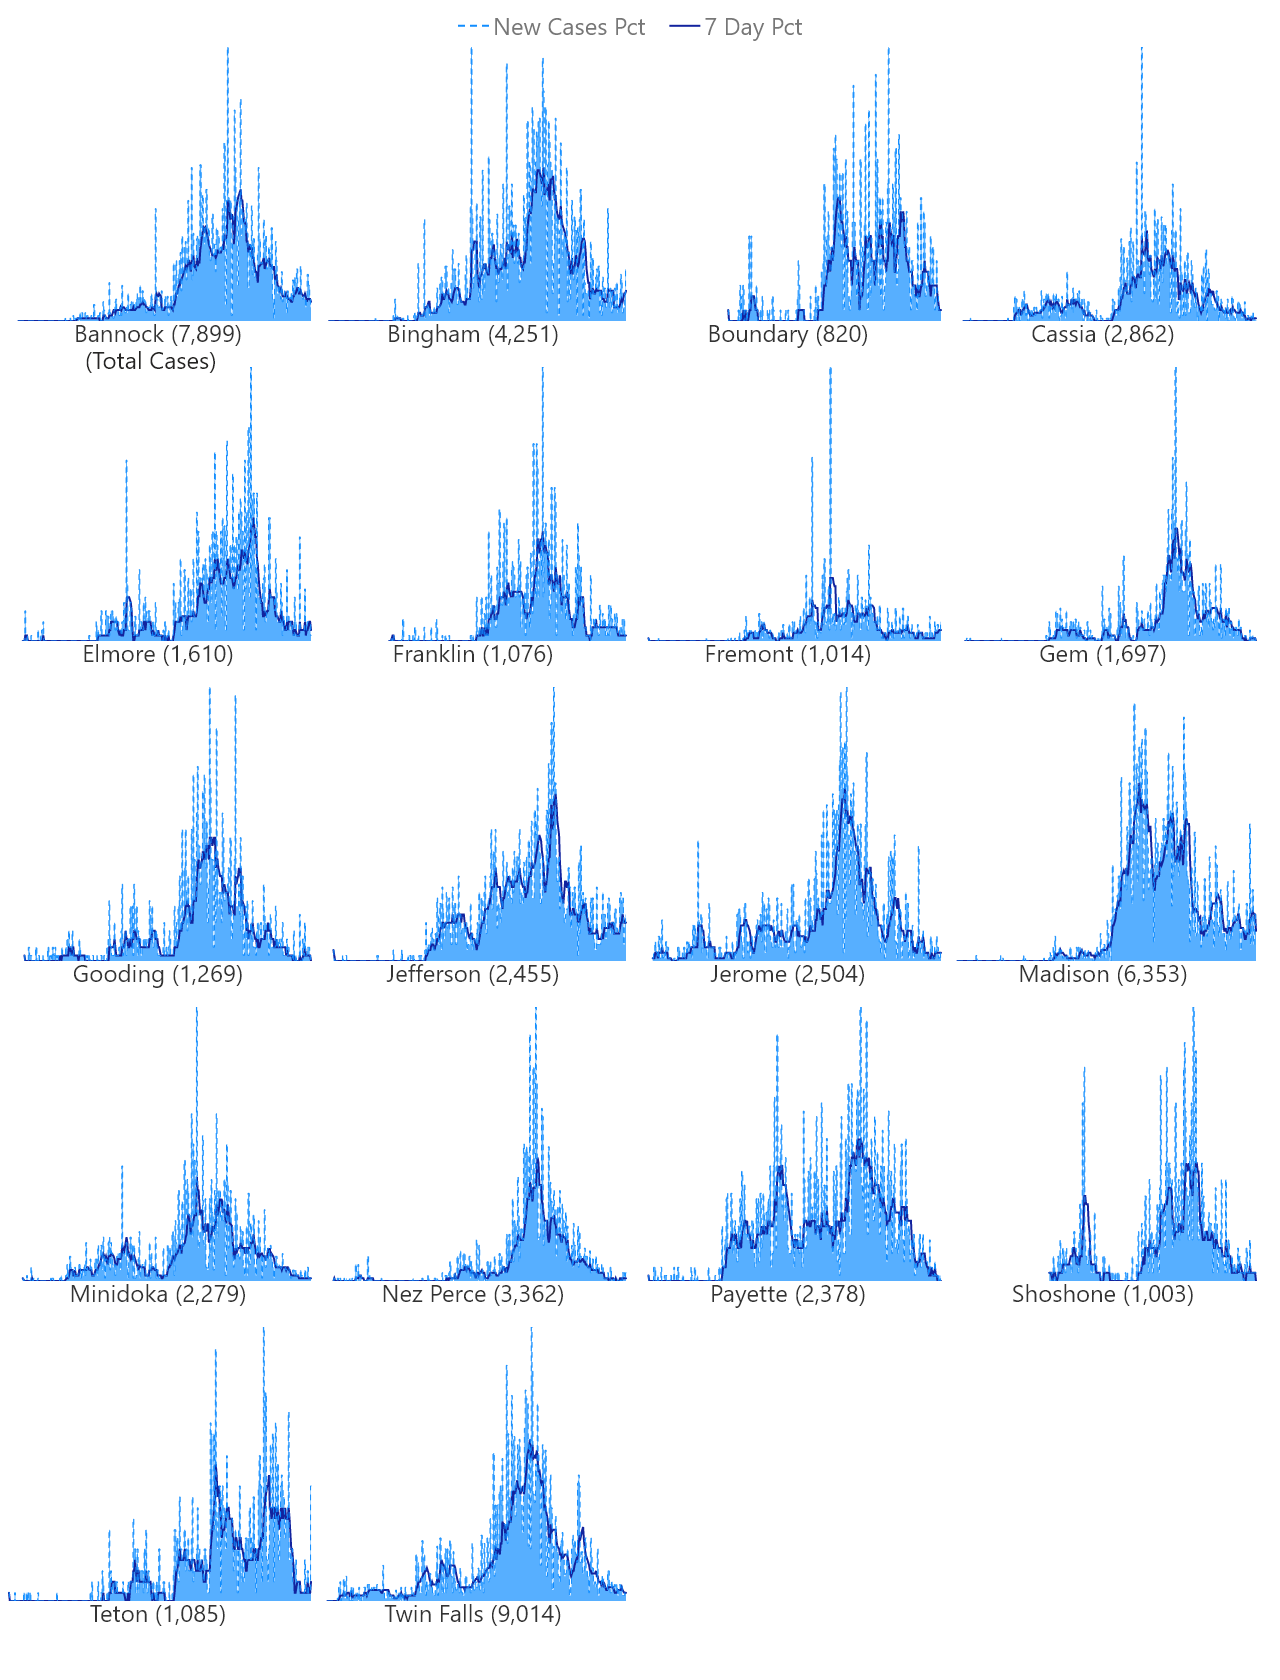 New Cases Pct 7 Day Pct
Bannock (7,899) Bingham (4,251) Boundary (820) Cassia (2,862)
(Total Cases)
Elmore (1,610) Franklin (1,076) Fremont (1,014) Gem (1,697)
Gooding (1,269) Jefferson (2,455) Jerome (2,504) Madison (6,353)
Minidoka (2,279) Nez Perce (3,362) Payette (2,378) Shoshone (1,003)
Teton (1,085) Twin Falls (9,014)